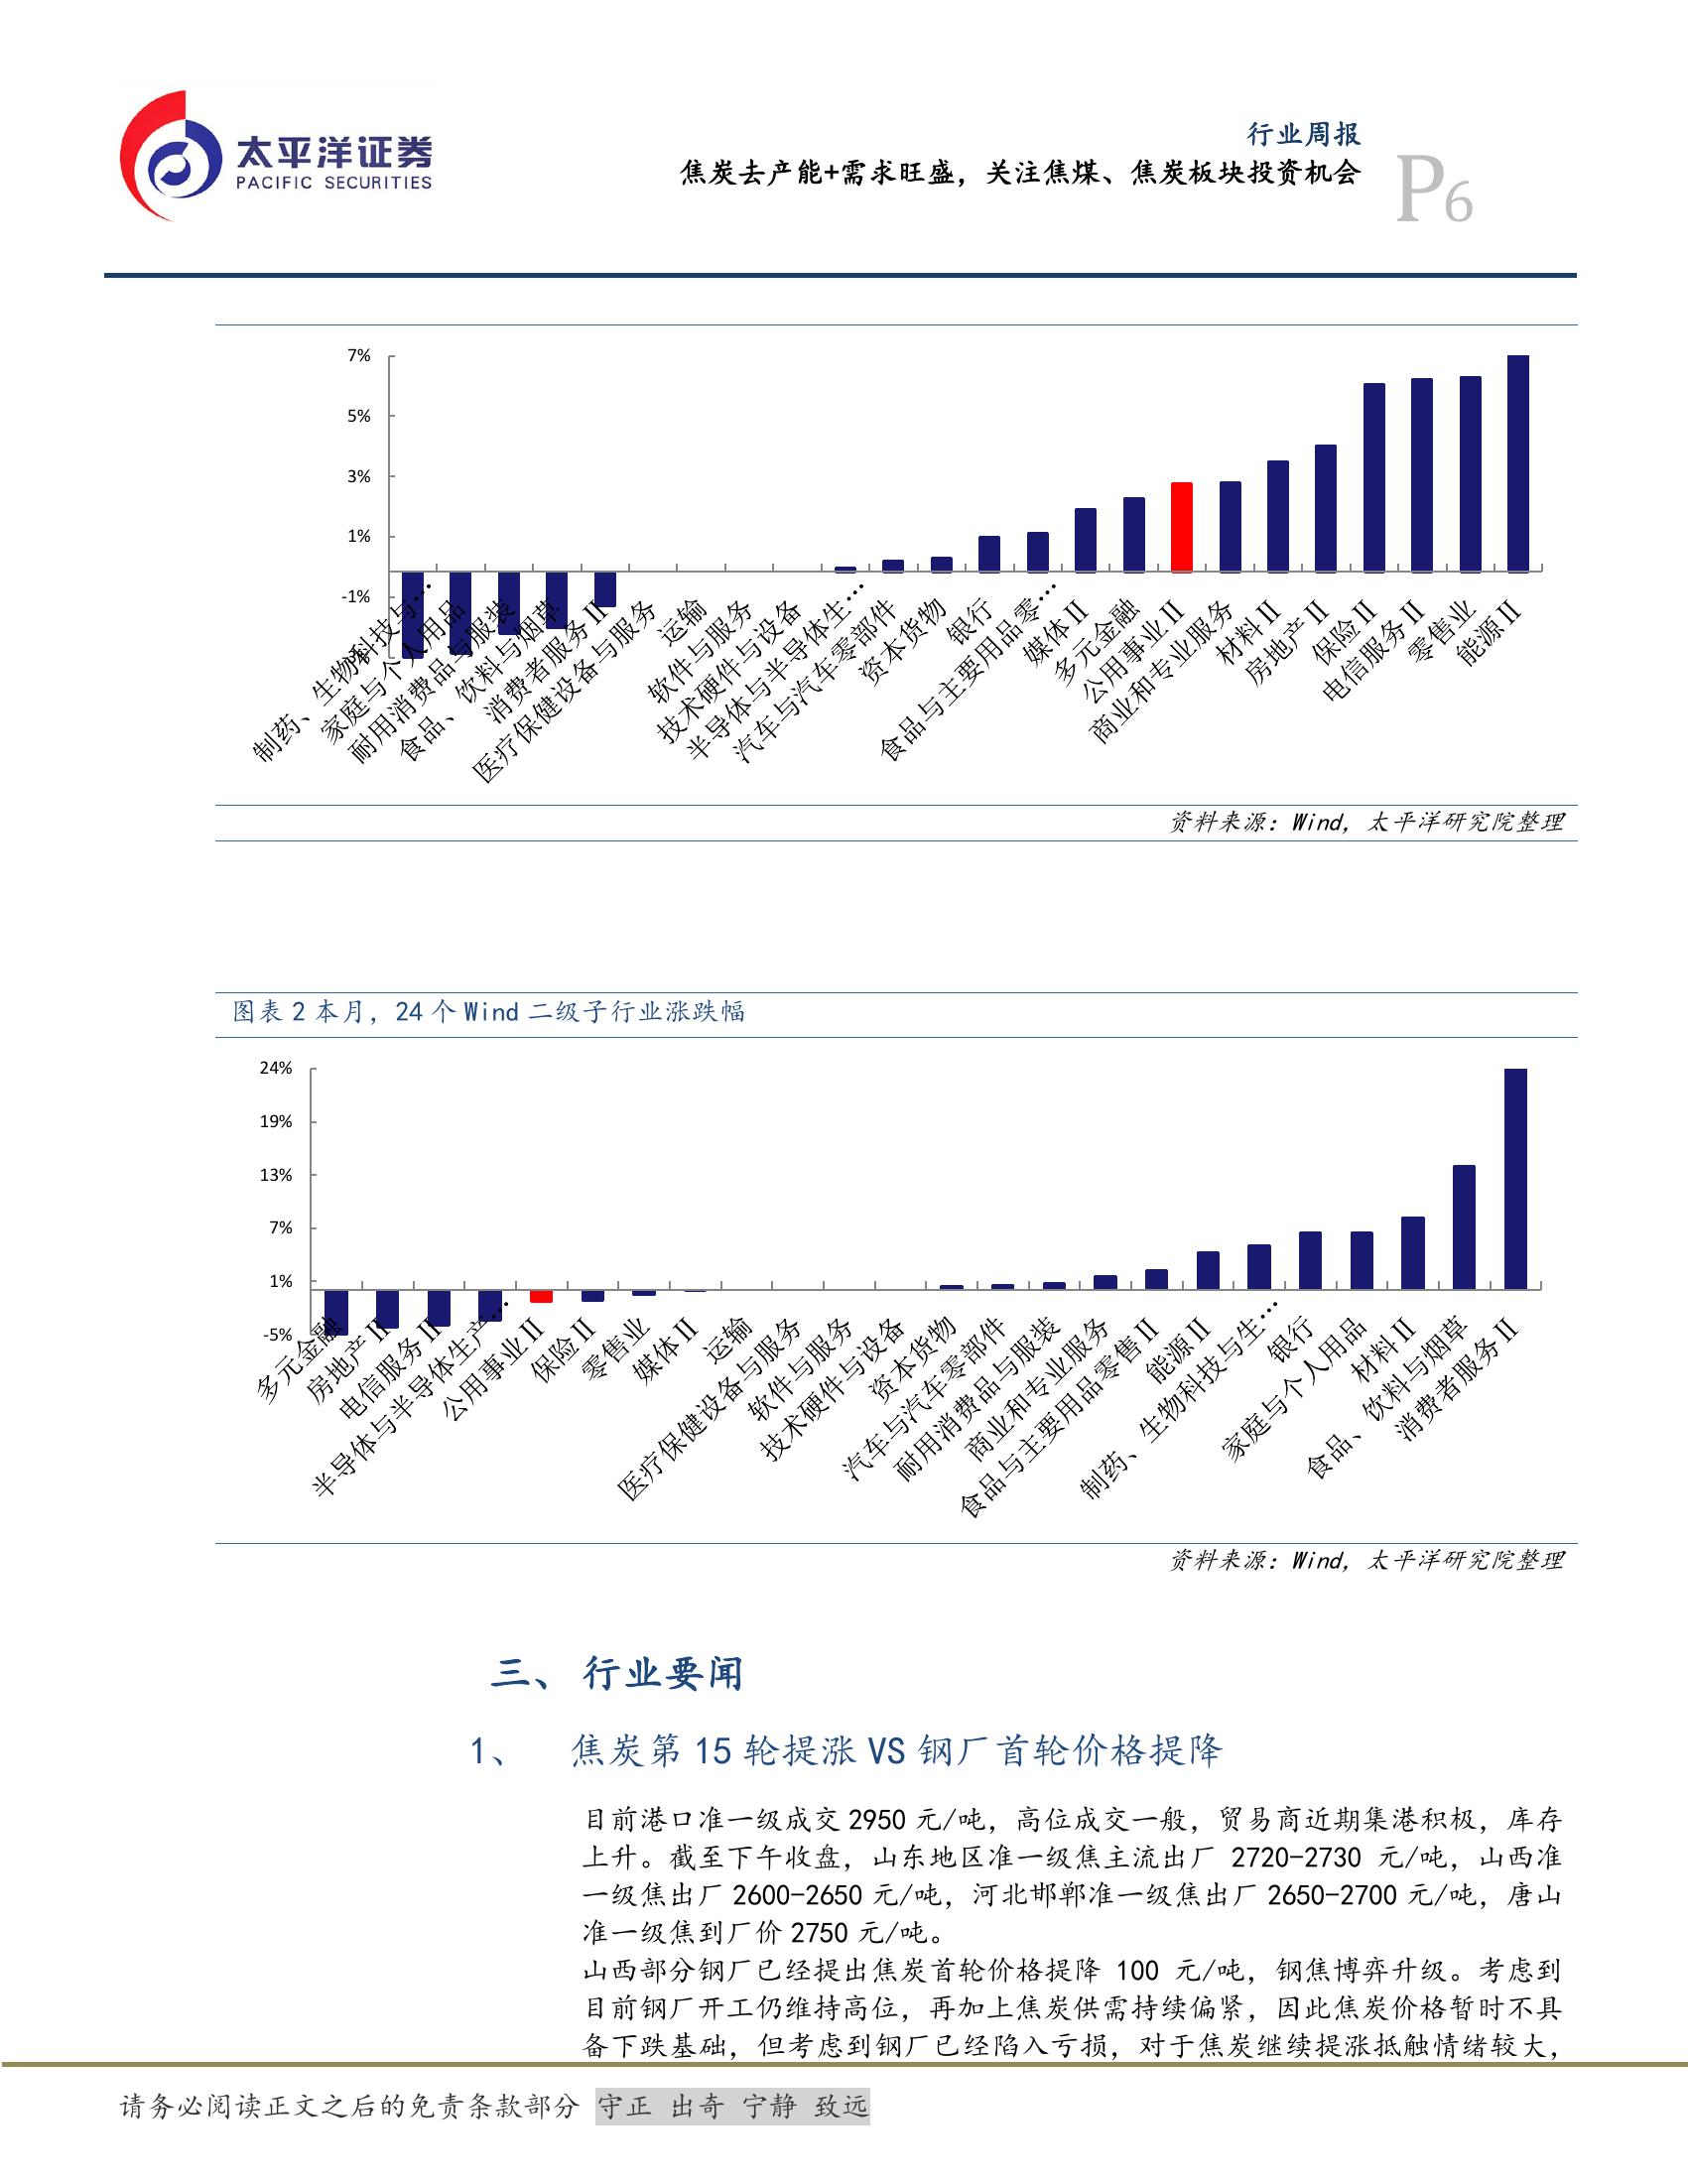 太平洋证券
PACIFIC SECURITIES
行业周报
焦炭去产能+需求旺盛，关注焦煤、焦炭板块投资机会
P6
7%
5%
3%
1%
-1%
制药、生物科技与…
家庭与个人用品
耐用消费品与服装
食品、饮料与烟草
消费者服务Ⅱ
医疗保健设备与服务
运输
软件与服务
技术硬件与设备
半导体与半导体生…
汽车与汽车零部件
资本货物
银行
食品与主要用品零…
媒体Ⅱ
多元金融
公用事业Ⅱ
商业和专业服务
材料Ⅱ
房地产Ⅱ
保险Ⅱ
电信服务Ⅱ
零售业
能源Ⅱ
资料来源：Wind，太平洋研究院整理
图表 2 本月，24 个 Wind 二级子行业涨跌幅
24%
19%
13%
7%
1%
-5%
多元金融
房地产Ⅱ
电信服务Ⅱ
半导体与半导体生产…
公用事业Ⅱ
保险Ⅱ
零售业
媒体Ⅱ
运输
医疗保健设备与服务
软件与服务
技术硬件与设备
资本货物
汽车与汽车零部件
耐用消费品与服装
商业和专业服务
食品与主要用品零售Ⅱ
能源Ⅱ
制药、生物科技与生…
银行
家庭与个人用品
材料Ⅱ
食品、饮料与烟草
消费者服务Ⅱ
资料来源：Wind，太平洋研究院整理
三、 行业要闻
1、 焦炭第 15 轮提涨 VS 钢厂首轮价格提降
目前港口准一级成交 2950 元/吨，高位成交一般，贸易商近期集港积极，库存
上升。截至下午收盘，山东地区准一级焦主流出厂 2720-2730 元/吨，山西准
一级焦出厂 2600-2650 元/吨，河北邯郸准一级焦出厂 2650-2700 元/吨，唐山
准一级焦到厂价 2750 元/吨。
山西部分钢厂已经提出焦炭首轮价格提降 100 元/吨，钢焦博弈升级。考虑到
目前钢厂开工仍维持高位，再加上焦炭供需持续偏紧，因此焦炭价格暂时不具
备下跌基础，但考虑到钢厂已经陷入亏损，对于焦炭继续提涨抵触情绪较大，
请务必阅读正文之后的免责条款部分 守正 出奇 宁静 致远